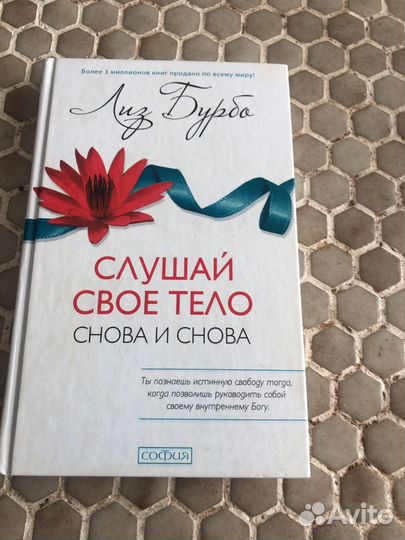 Более 3 миллионов книг продано по всему миру!
Лиз Бурбо
СЛУШАЙ
СВОЕ ТЕЛО
СНОВА И СНОВА
Ты познаешь истинную свободу тогда,
когда позволишь руководить собой
своему внутреннему Богу.
СОФИЯ
Avito